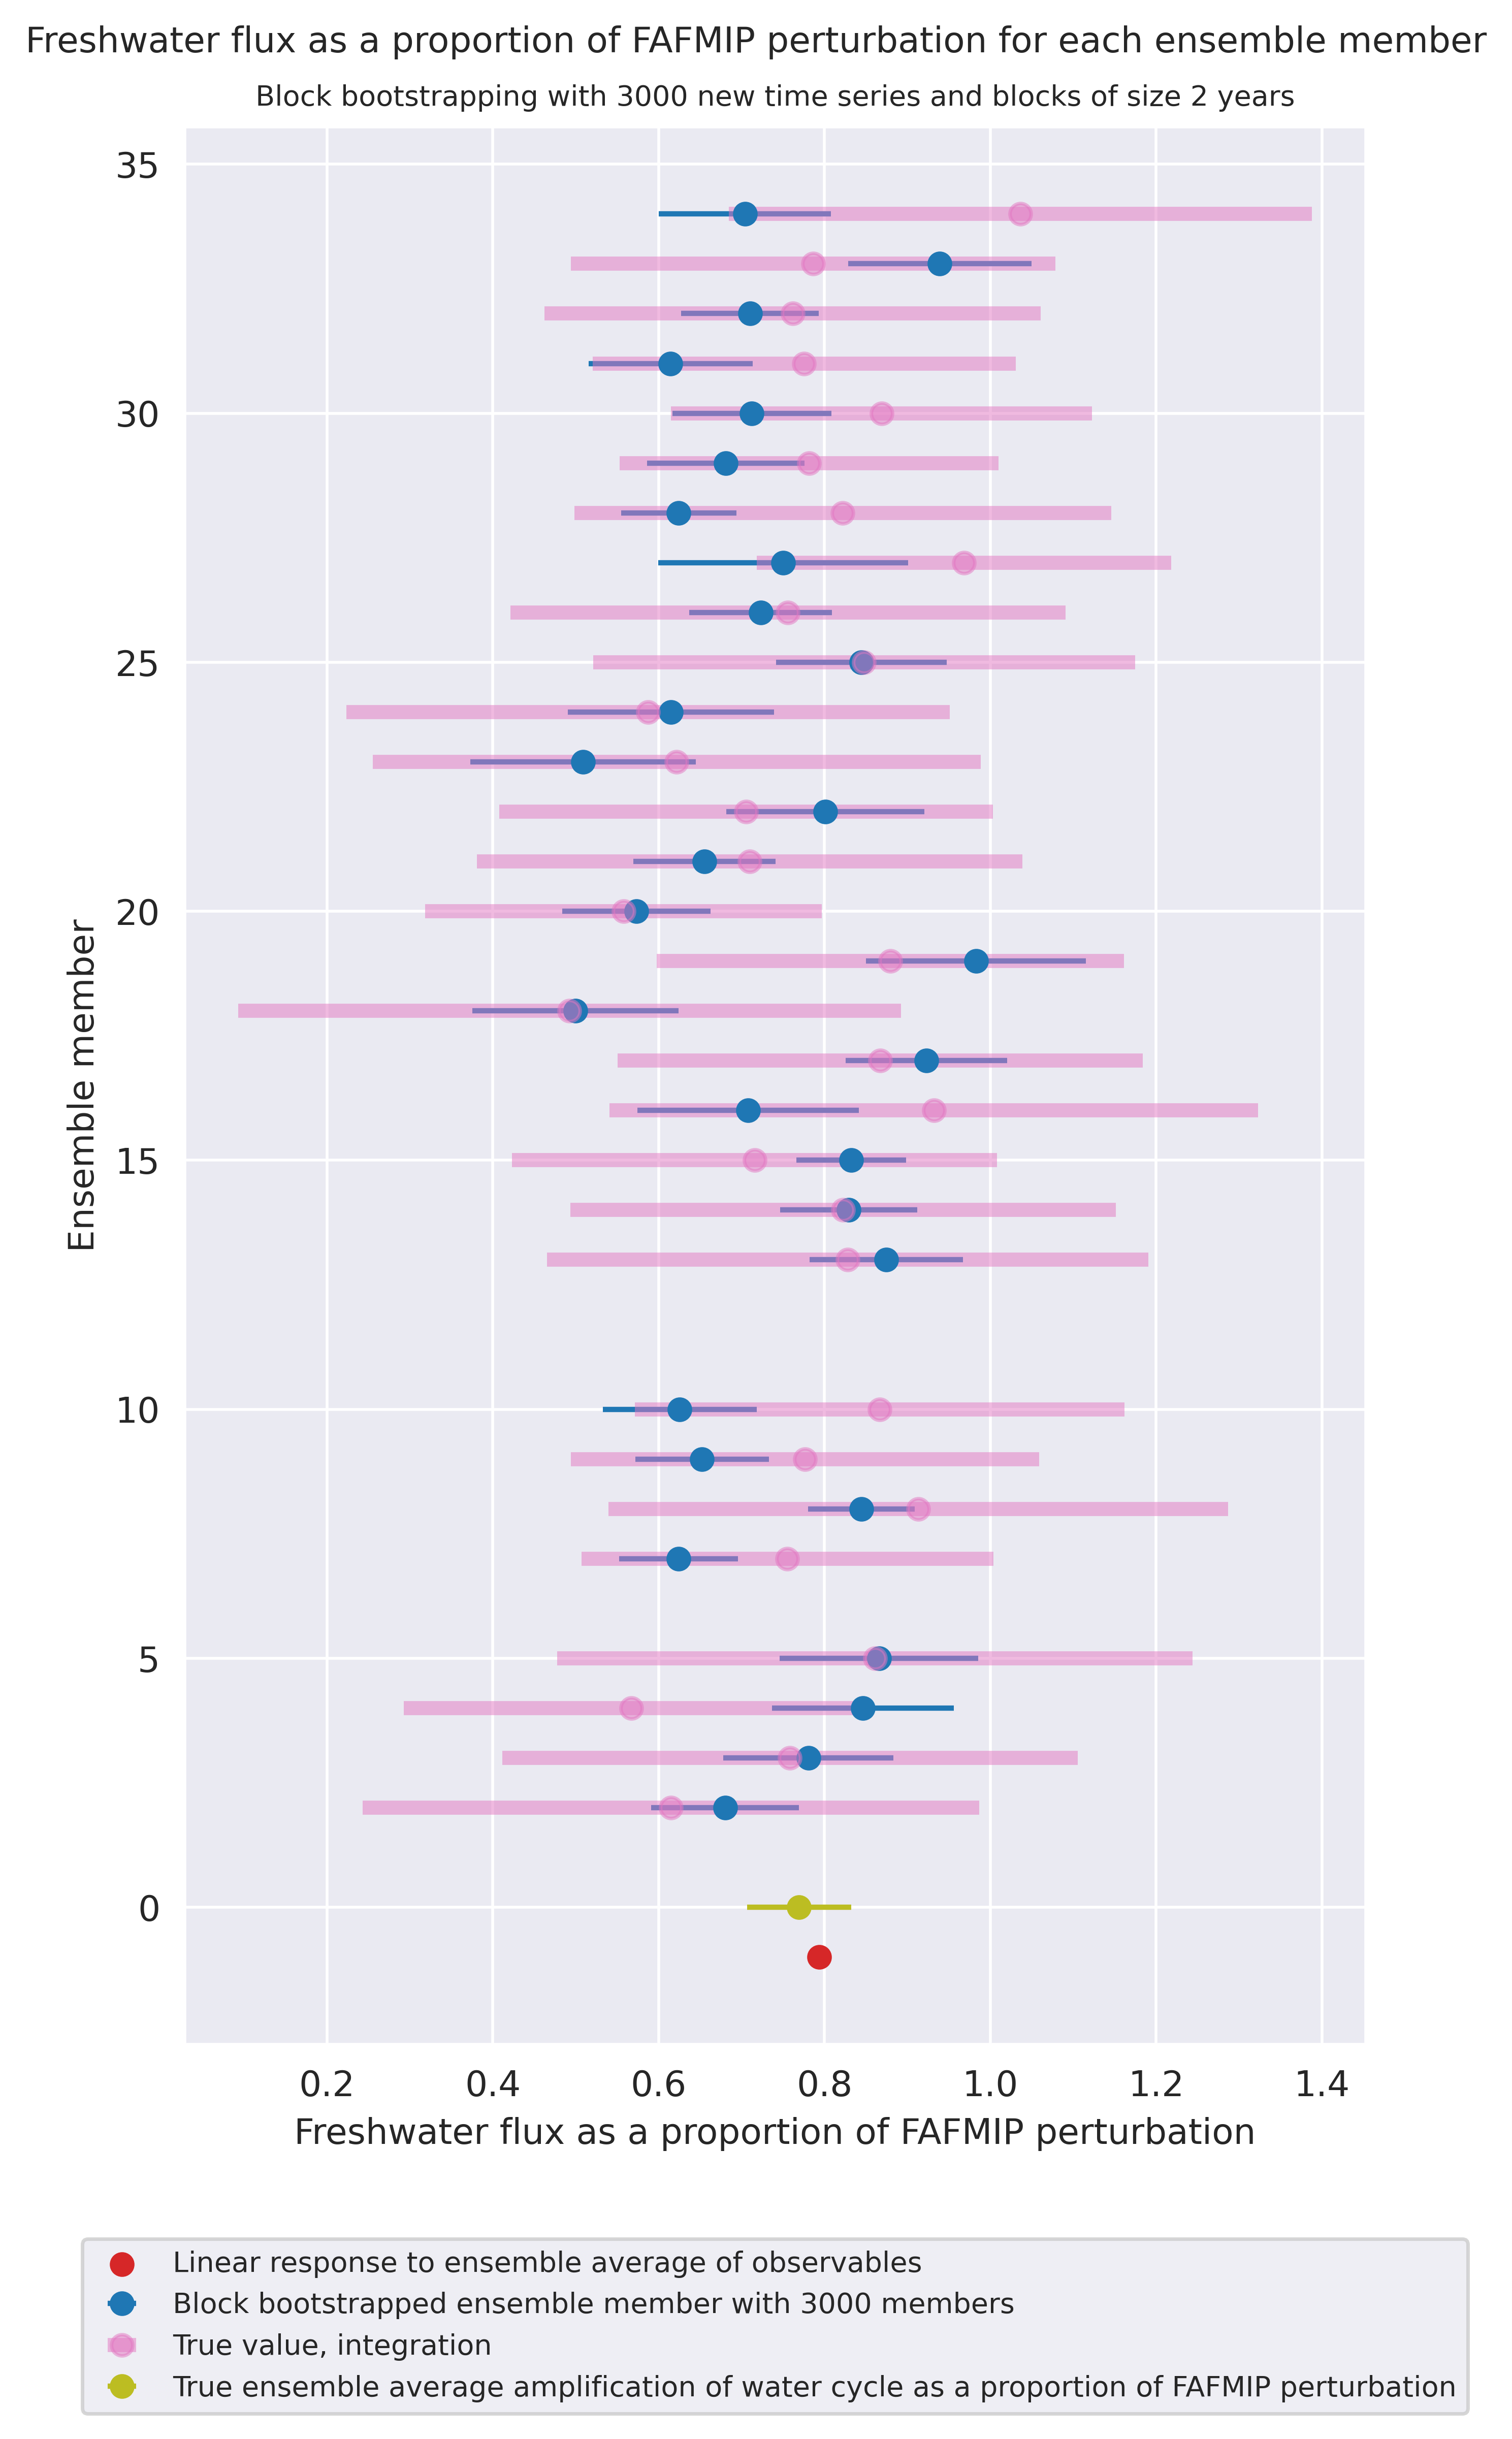 Freshwater flux as a proportion of FAFMIP perturbation for each ensemble member
Block bootstrapping with 3000 new time series and blocks of size 2 years
35
30
25
20
15
10
5
0
Ensemble member
0.2 0.4 0.6 0.8 1.0 1.2 1.4
Freshwater flux as a proportion of FAFMIP perturbation
Linear response to ensemble average of observables
Block bootstrapped ensemble member with 3000 members
True value, integration
True ensemble average amplification of water cycle as a proportion of FAFMIP perturbation